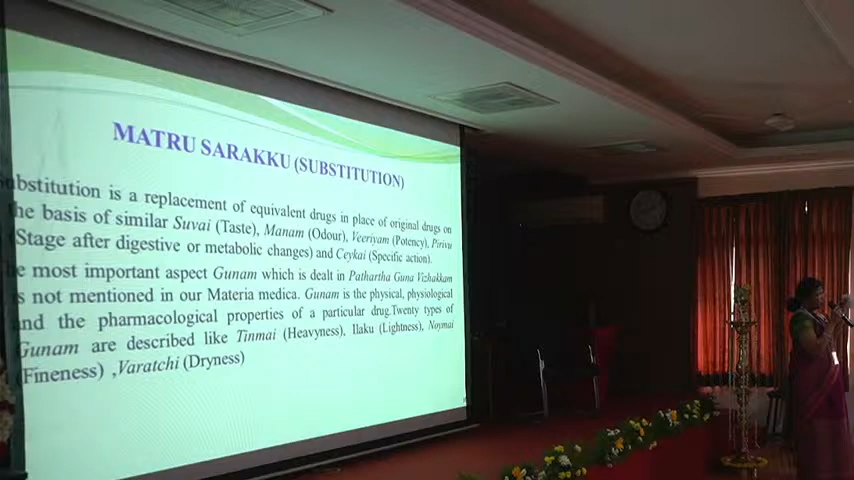 MATRU SARAKKU (SUBSTITUTION)
ubstitution is a replacement of equivalent drugs in place of original drugs on
the basis of similar Suvai (Taste), Manam (Odour), Veeriyam (Potency), Pirivu
(Stage after digestive or metabolic changes) and Ceykai (Specific action).
he most important aspect Gunam which is dealt in Pathartha Guna Vizhakkam
is not mentioned in our Materia medica. Gunam is the physical, physiological
and the pharmacological properties of a particular drug.Twenty types of
Gunam are described like Tinmai (Heavyness). Ilaku (Lightness), Noymai
(Fineness) ,Varatchi (Dryness)